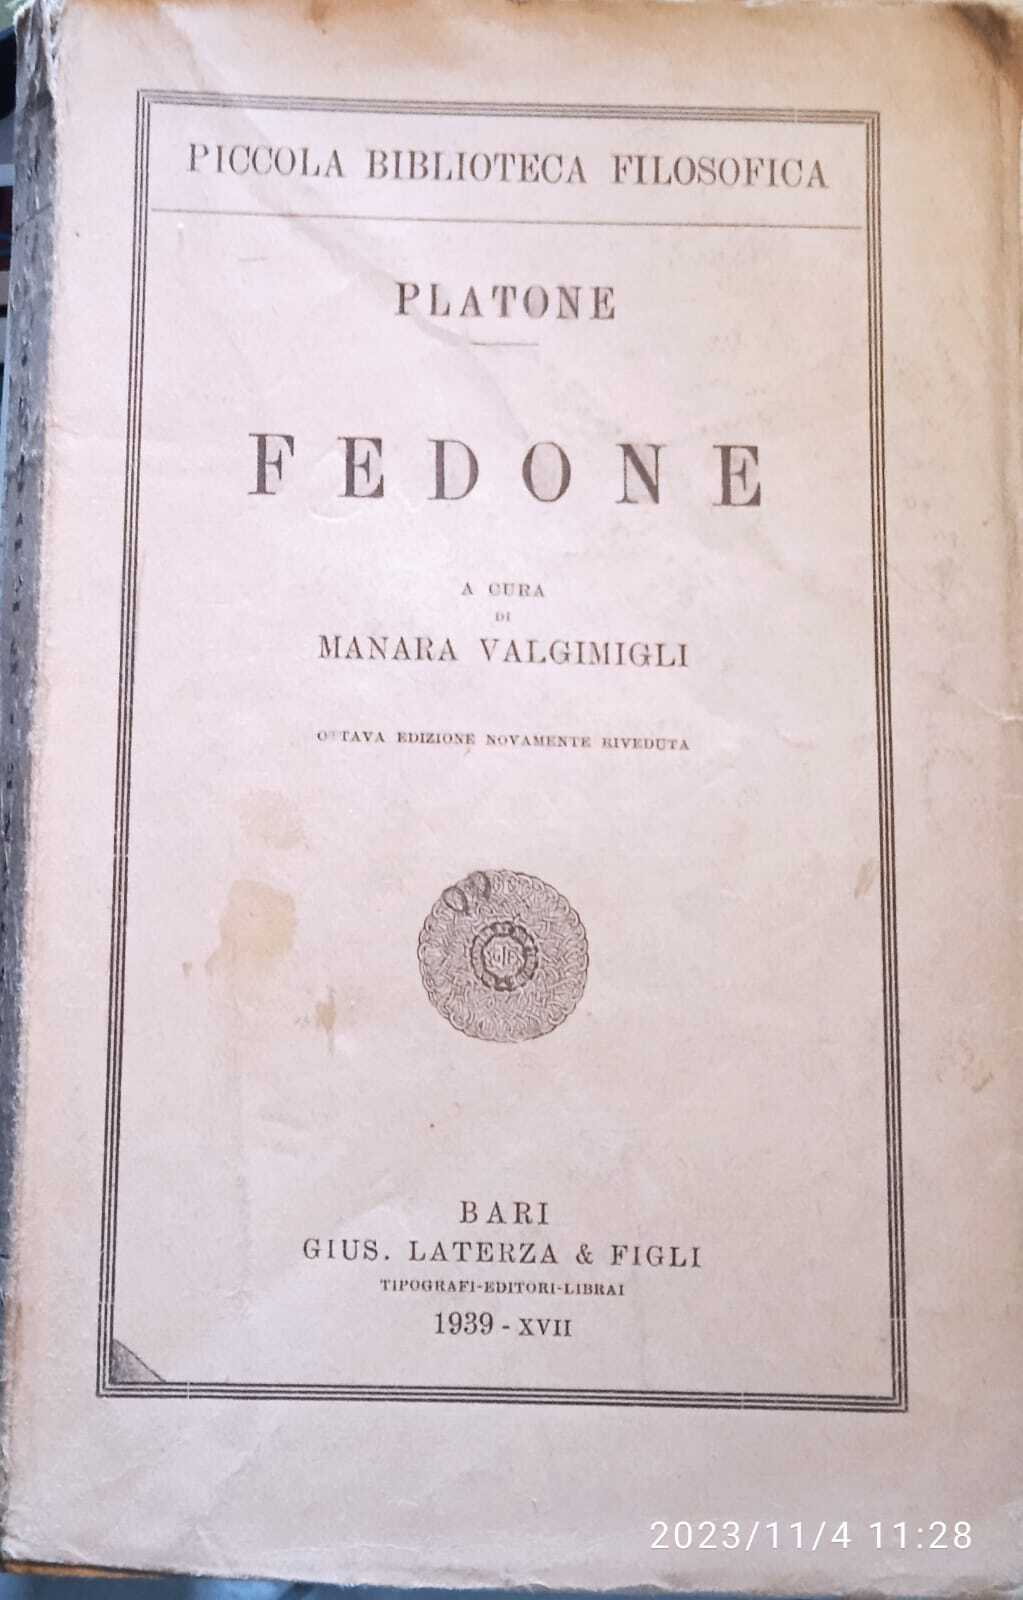 PICCOLA BIBLIOTECA FILOSOFICA
PLATONE
FEDONE
A CURA
DI
MANARA VALGIMIGLI
OTTAVA EDIZIONE NOVAMENTE RIVEDUTA
BARI
GIUS. LATERZA & FIGLI
TIPOGRAFI-EDITORI-LIBRAI
1939 - XVII
2023/11/4 11:28